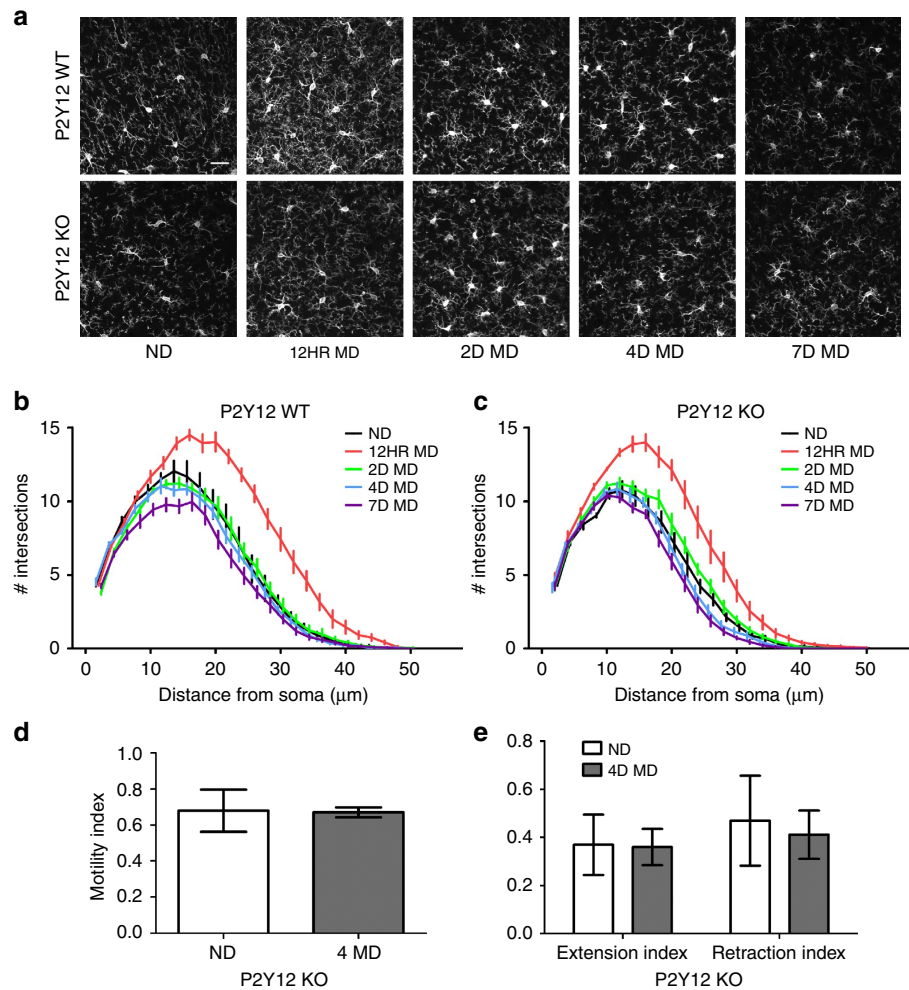 a
P2Y12 WT
P2Y12 KO
ND
12HR MD
2D MD
4D MD
7D MD
b
P2Y12 WT
15
10
5
0
# intersections
0
10
20
30
40
50
Distance from soma (μm)
ND
12HR MD
2D MD
4D MD
7D MD
c
P2Y12 KO
15
10
5
0
# intersections
0
10
20
30
40
50
Distance from soma (μm)
ND
12HR MD
2D MD
4D MD
7D MD
d
1.0
0.8
0.6
0.4
0.2
0.0
Motility index
ND
4 MD
P2Y12 KO
e
0.8
0.6
0.4
0.2
0.0
ND
4D MD
Extension index
Retraction index
P2Y12 KO